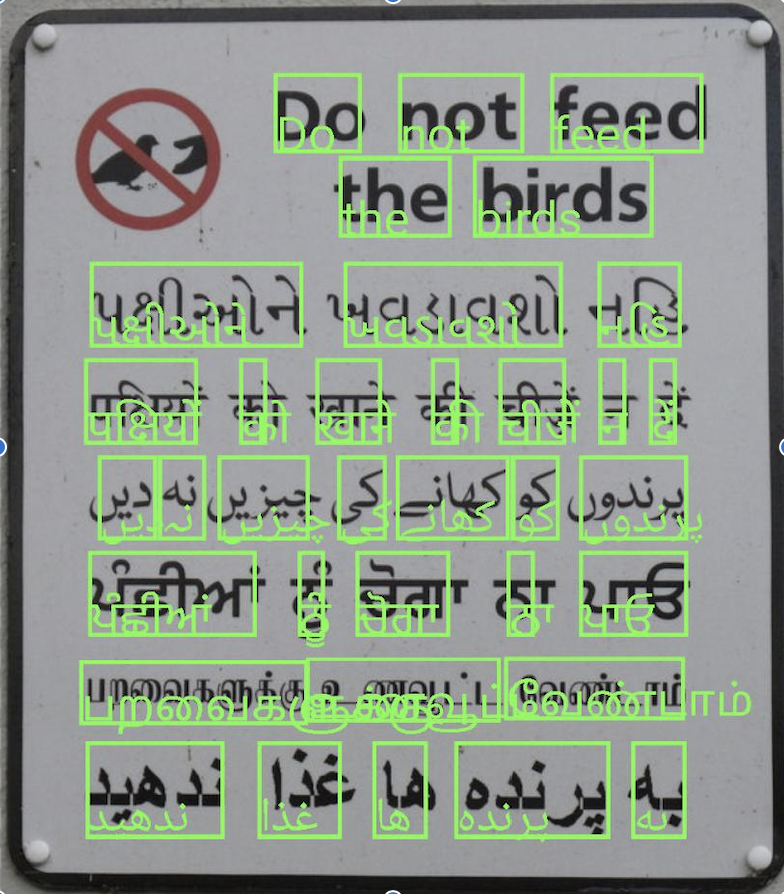 Do not feed
the birds
પક્ષીઓને ખવડાવશો નહિ
पक्षियों को खाने की चीज़ें न दें
پرندوں کو کھانے کی چیزیں نہ دیں
ਪੰਛੀਆਂ ਨੂੰ ਚੋਗਾ ਨਾ ਪਾਓ
பறவைகளுக்கு உணவூட்ட வேண்டாம்
به پرنده ها غذا ندهید